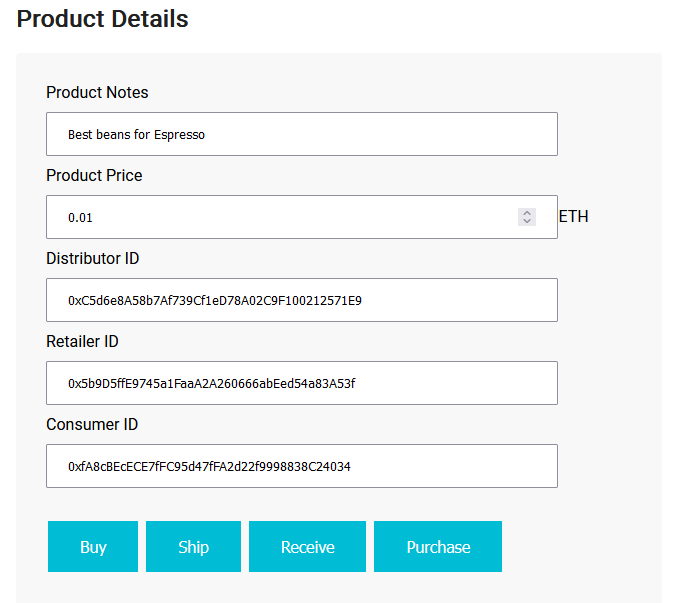 Product Details
Product Notes
Best beans for Espresso
Product Price
0.01
ETH
Distributor ID
0xC5d6e8A58b7Af739Cf1eD78A02C9F100212571E9
Retailer ID
0x5b9D5ffE9745a1FaaA2A260666abEed54a83A53f
Consumer ID
0xfA8cBEcECE7fFC95d47fFA2d22f9998838C24034
Buy
Ship
Receive
Purchase